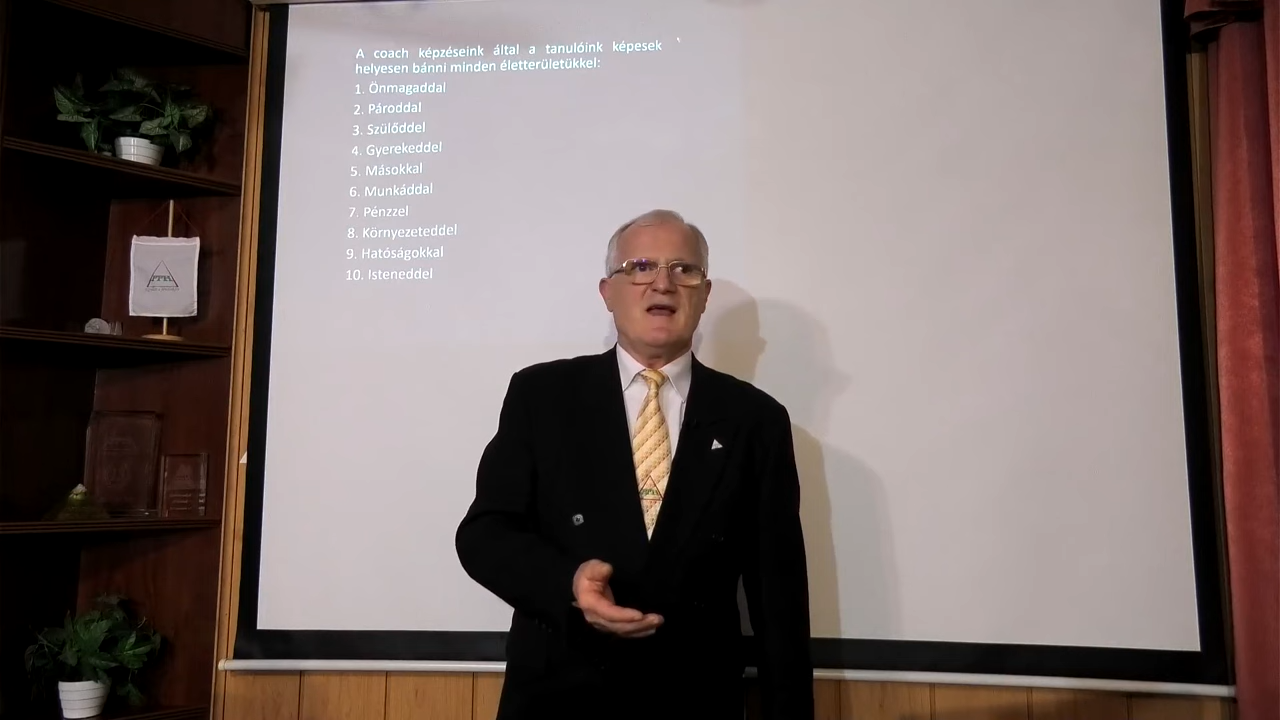 A coach képzéseink által a tanulóink képesek
helyesen bánni minden életterületükkel:
1. Önmagaddal
2. Pároddal
3. Szülőddel
4. Gyerekeddel
5. Másokkal
6. Munkáddal
7. Pénzzel
8. Környezeteddel
9. Hatóságokkal
10. Isteneddel